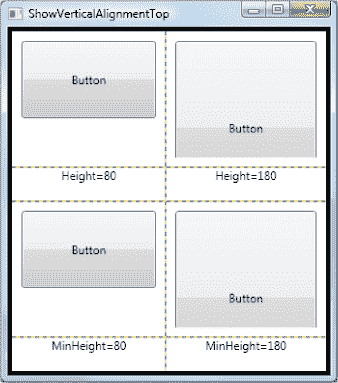 ShowVerticalAlignmentTop
Button
Button
Height=80
Height=180
Button
Button
MinHeight=80
MinHeight=180